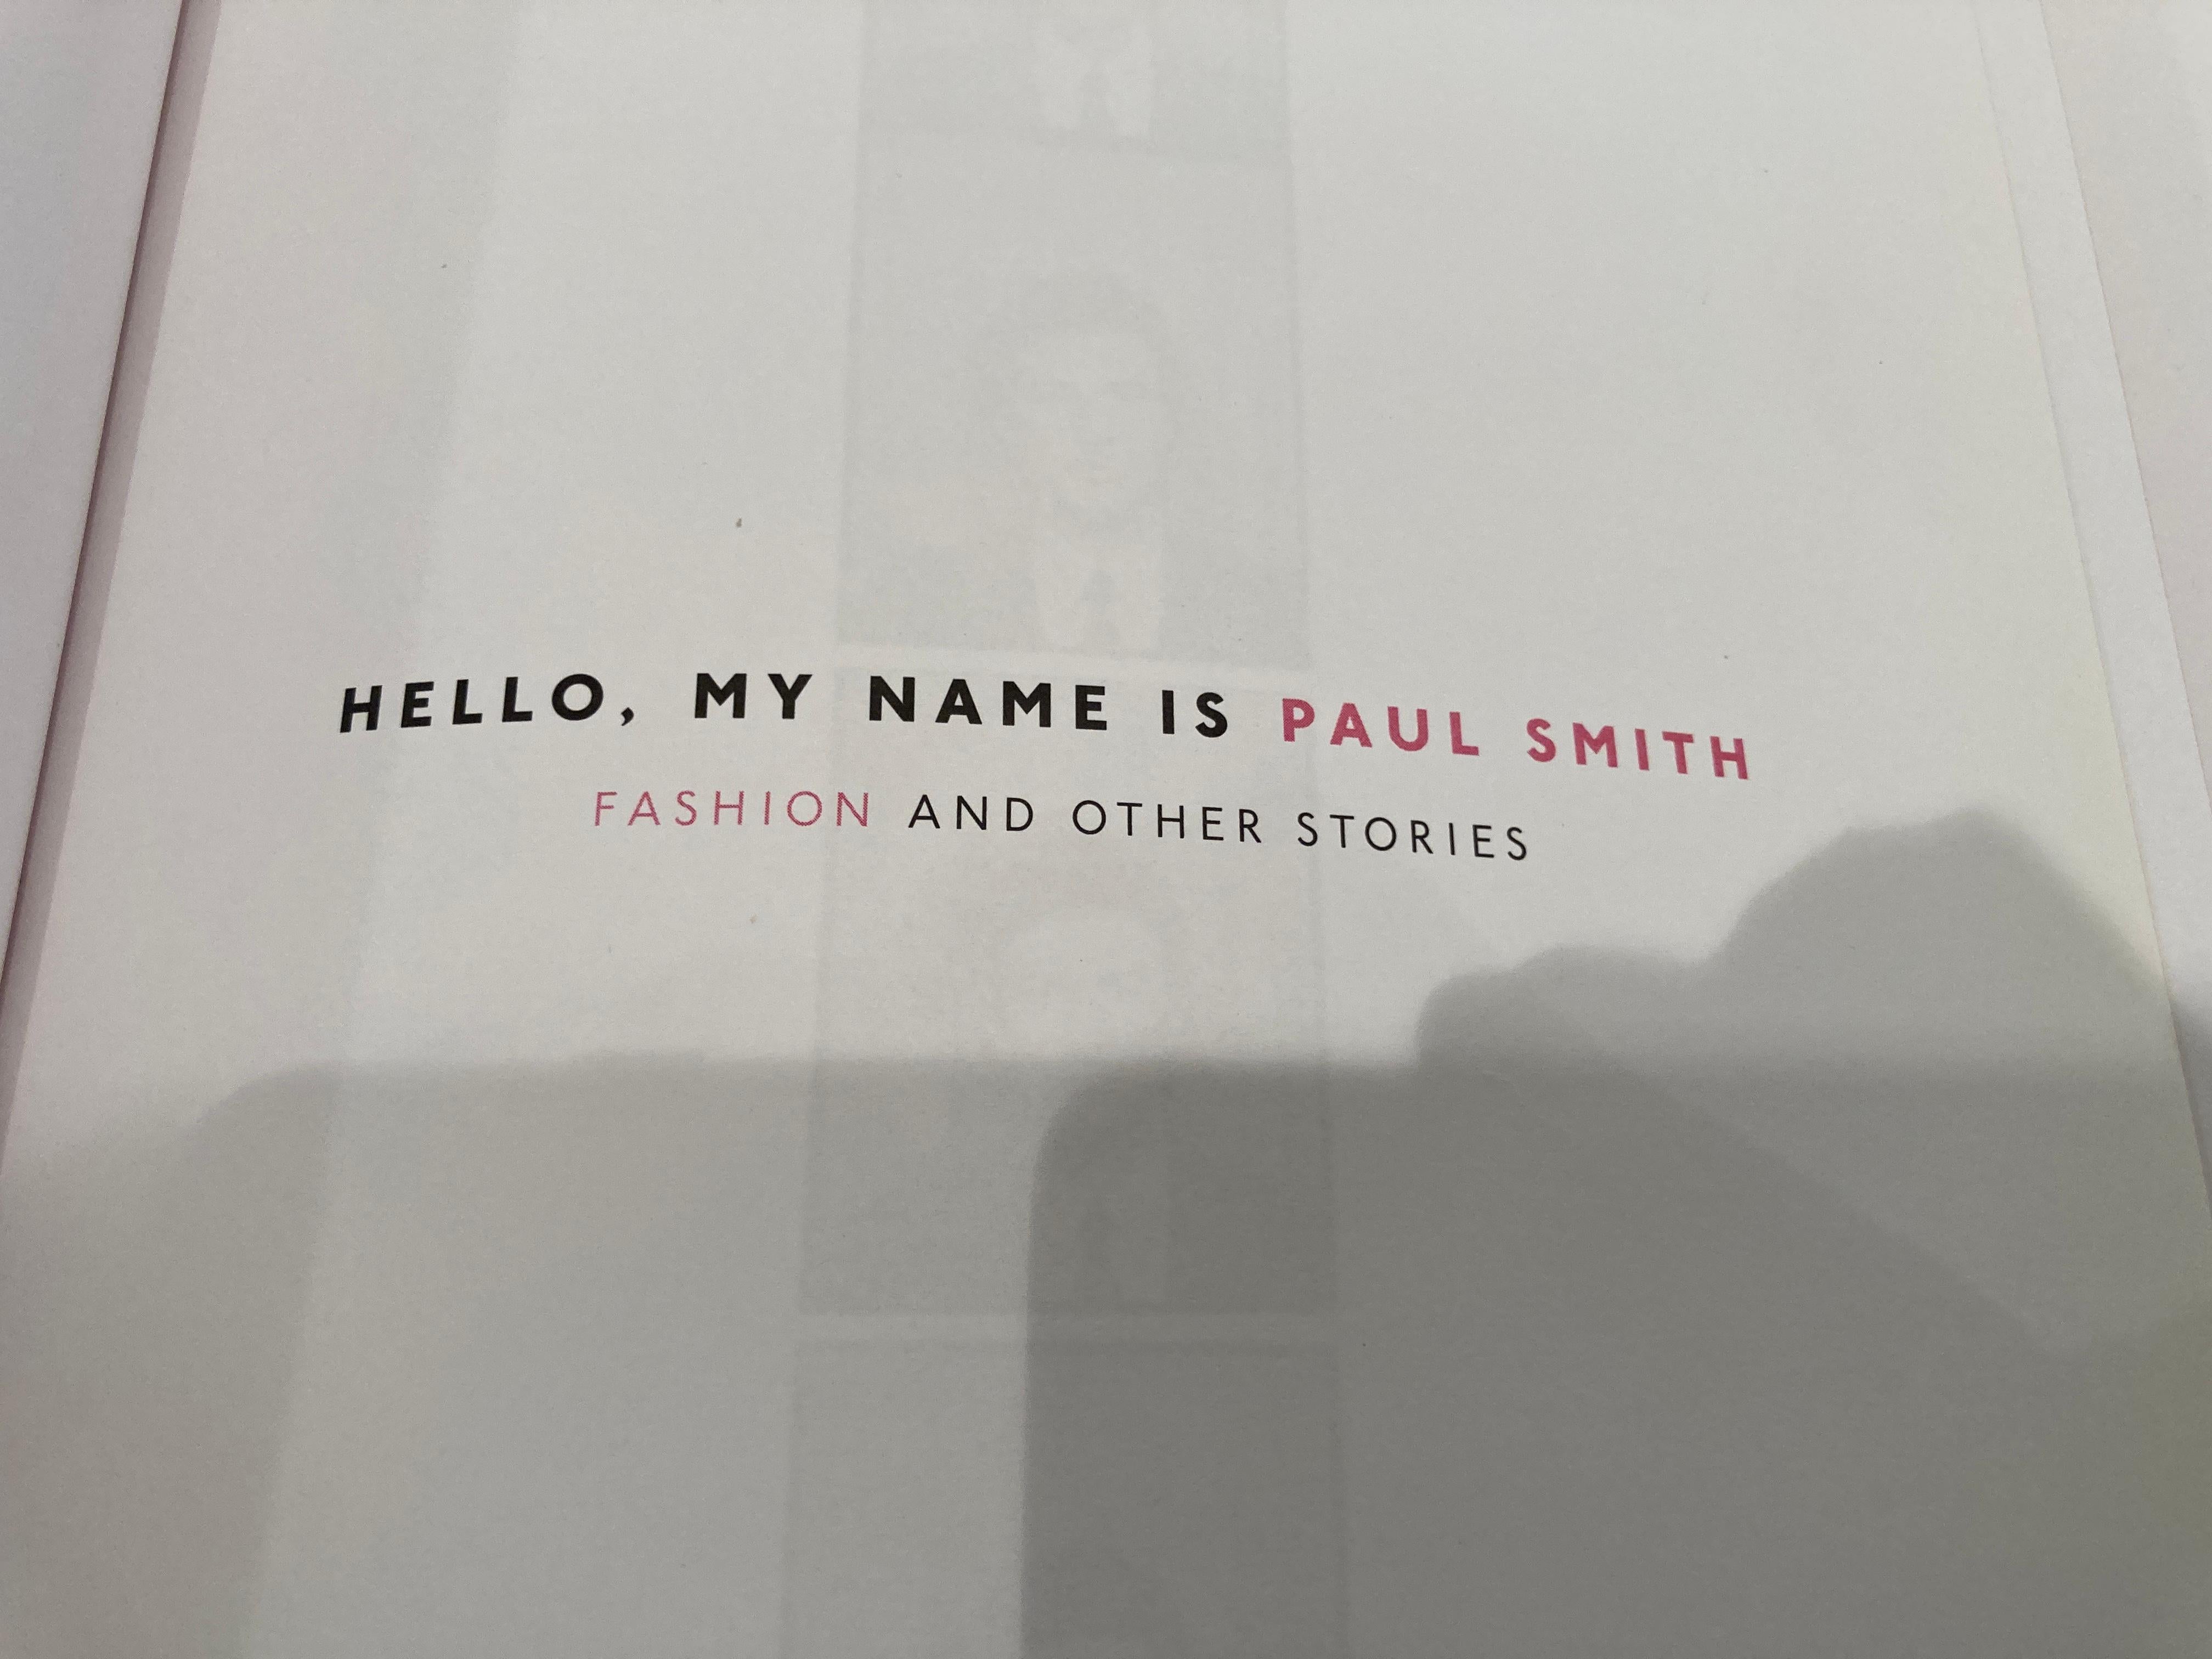 HELLO, MY NAME IS PAUL SMITH
FASHION AND OTHER STORIES